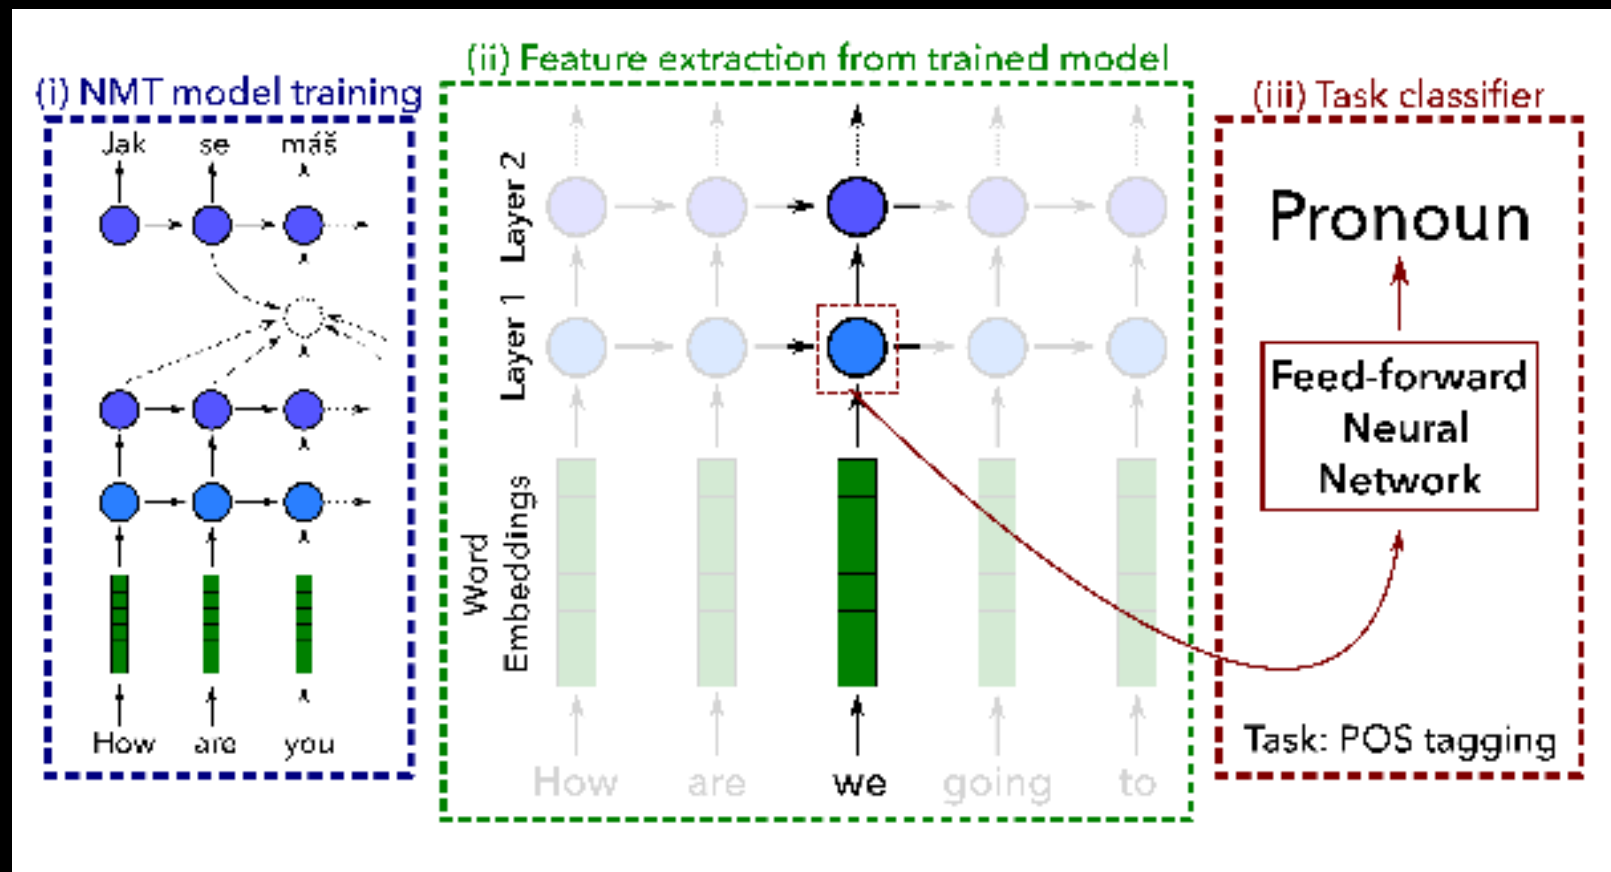 (i) NMT model training
Jak se máš
How are you
(ii) Feature extraction from trained model
Layer 2
Layer 1
Word
Embeddings
How are we going to
(iii) Task classifier
Pronoun
Feed-forward
Neural
Network
Task: POS tagging